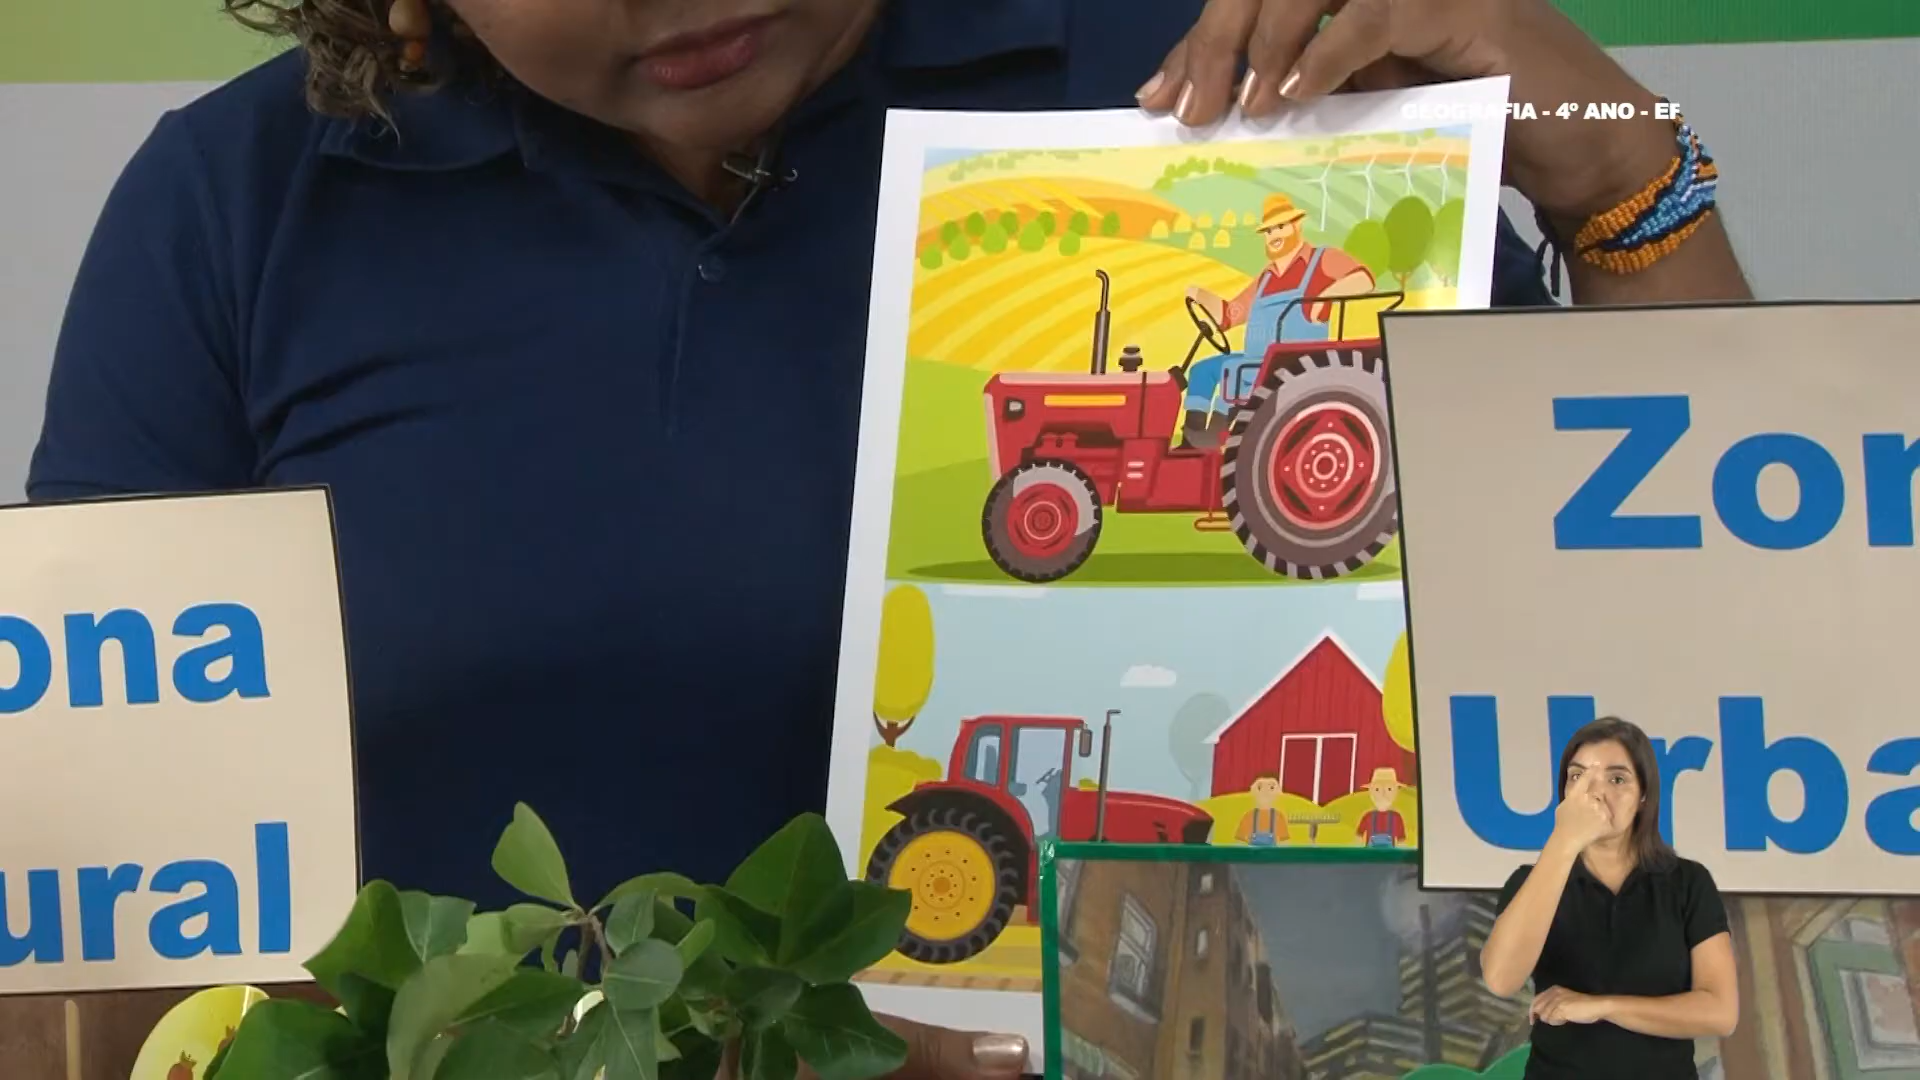 GEOGRAFIA - 4º ANO - EF
ona
ural
Zon
Urba